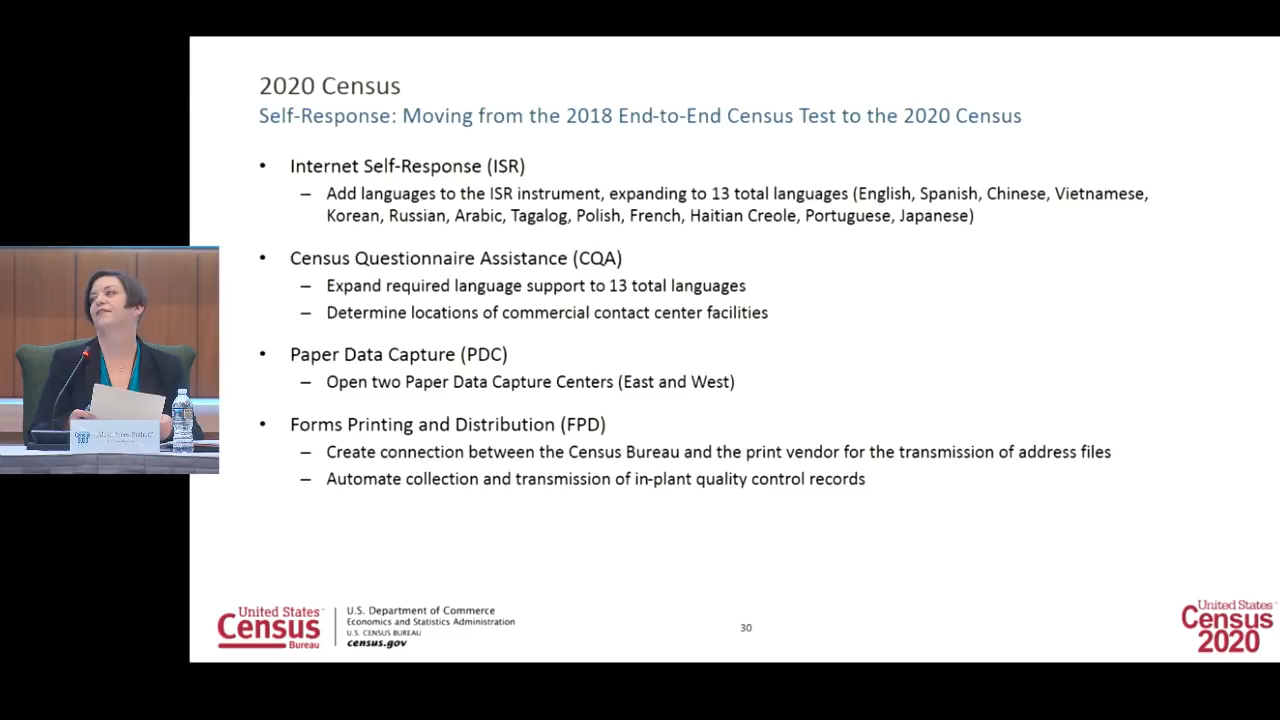 2020 Census
Self-Response: Moving from the 2018 End-to-End Census Test to the 2020 Census
• Internet Self-Response (ISR)
– Add languages to the ISR instrument, expanding to 13 total languages (English, Spanish, Chinese, Vietnamese,
Korean, Russian, Arabic, Tagalog, Polish, French, Haitian Creole, Portuguese, Japanese)
• Census Questionnaire Assistance (CQA)
– Expand required language support to 13 total languages
– Determine locations of commercial contact center facilities
• Paper Data Capture (PDC)
– Open two Paper Data Capture Centers (East and West)
• Forms Printing and Distribution (FPD)
– Create connection between the Census Bureau and the print vendor for the transmission of address files
– Automate collection and transmission of in-plant quality control records
United States™
Census
Bureau
U.S. Department of Commerce
Economics and Statistics Administration
U.S. CENSUS BUREAU
census.gov
30
United States™
Census
2020